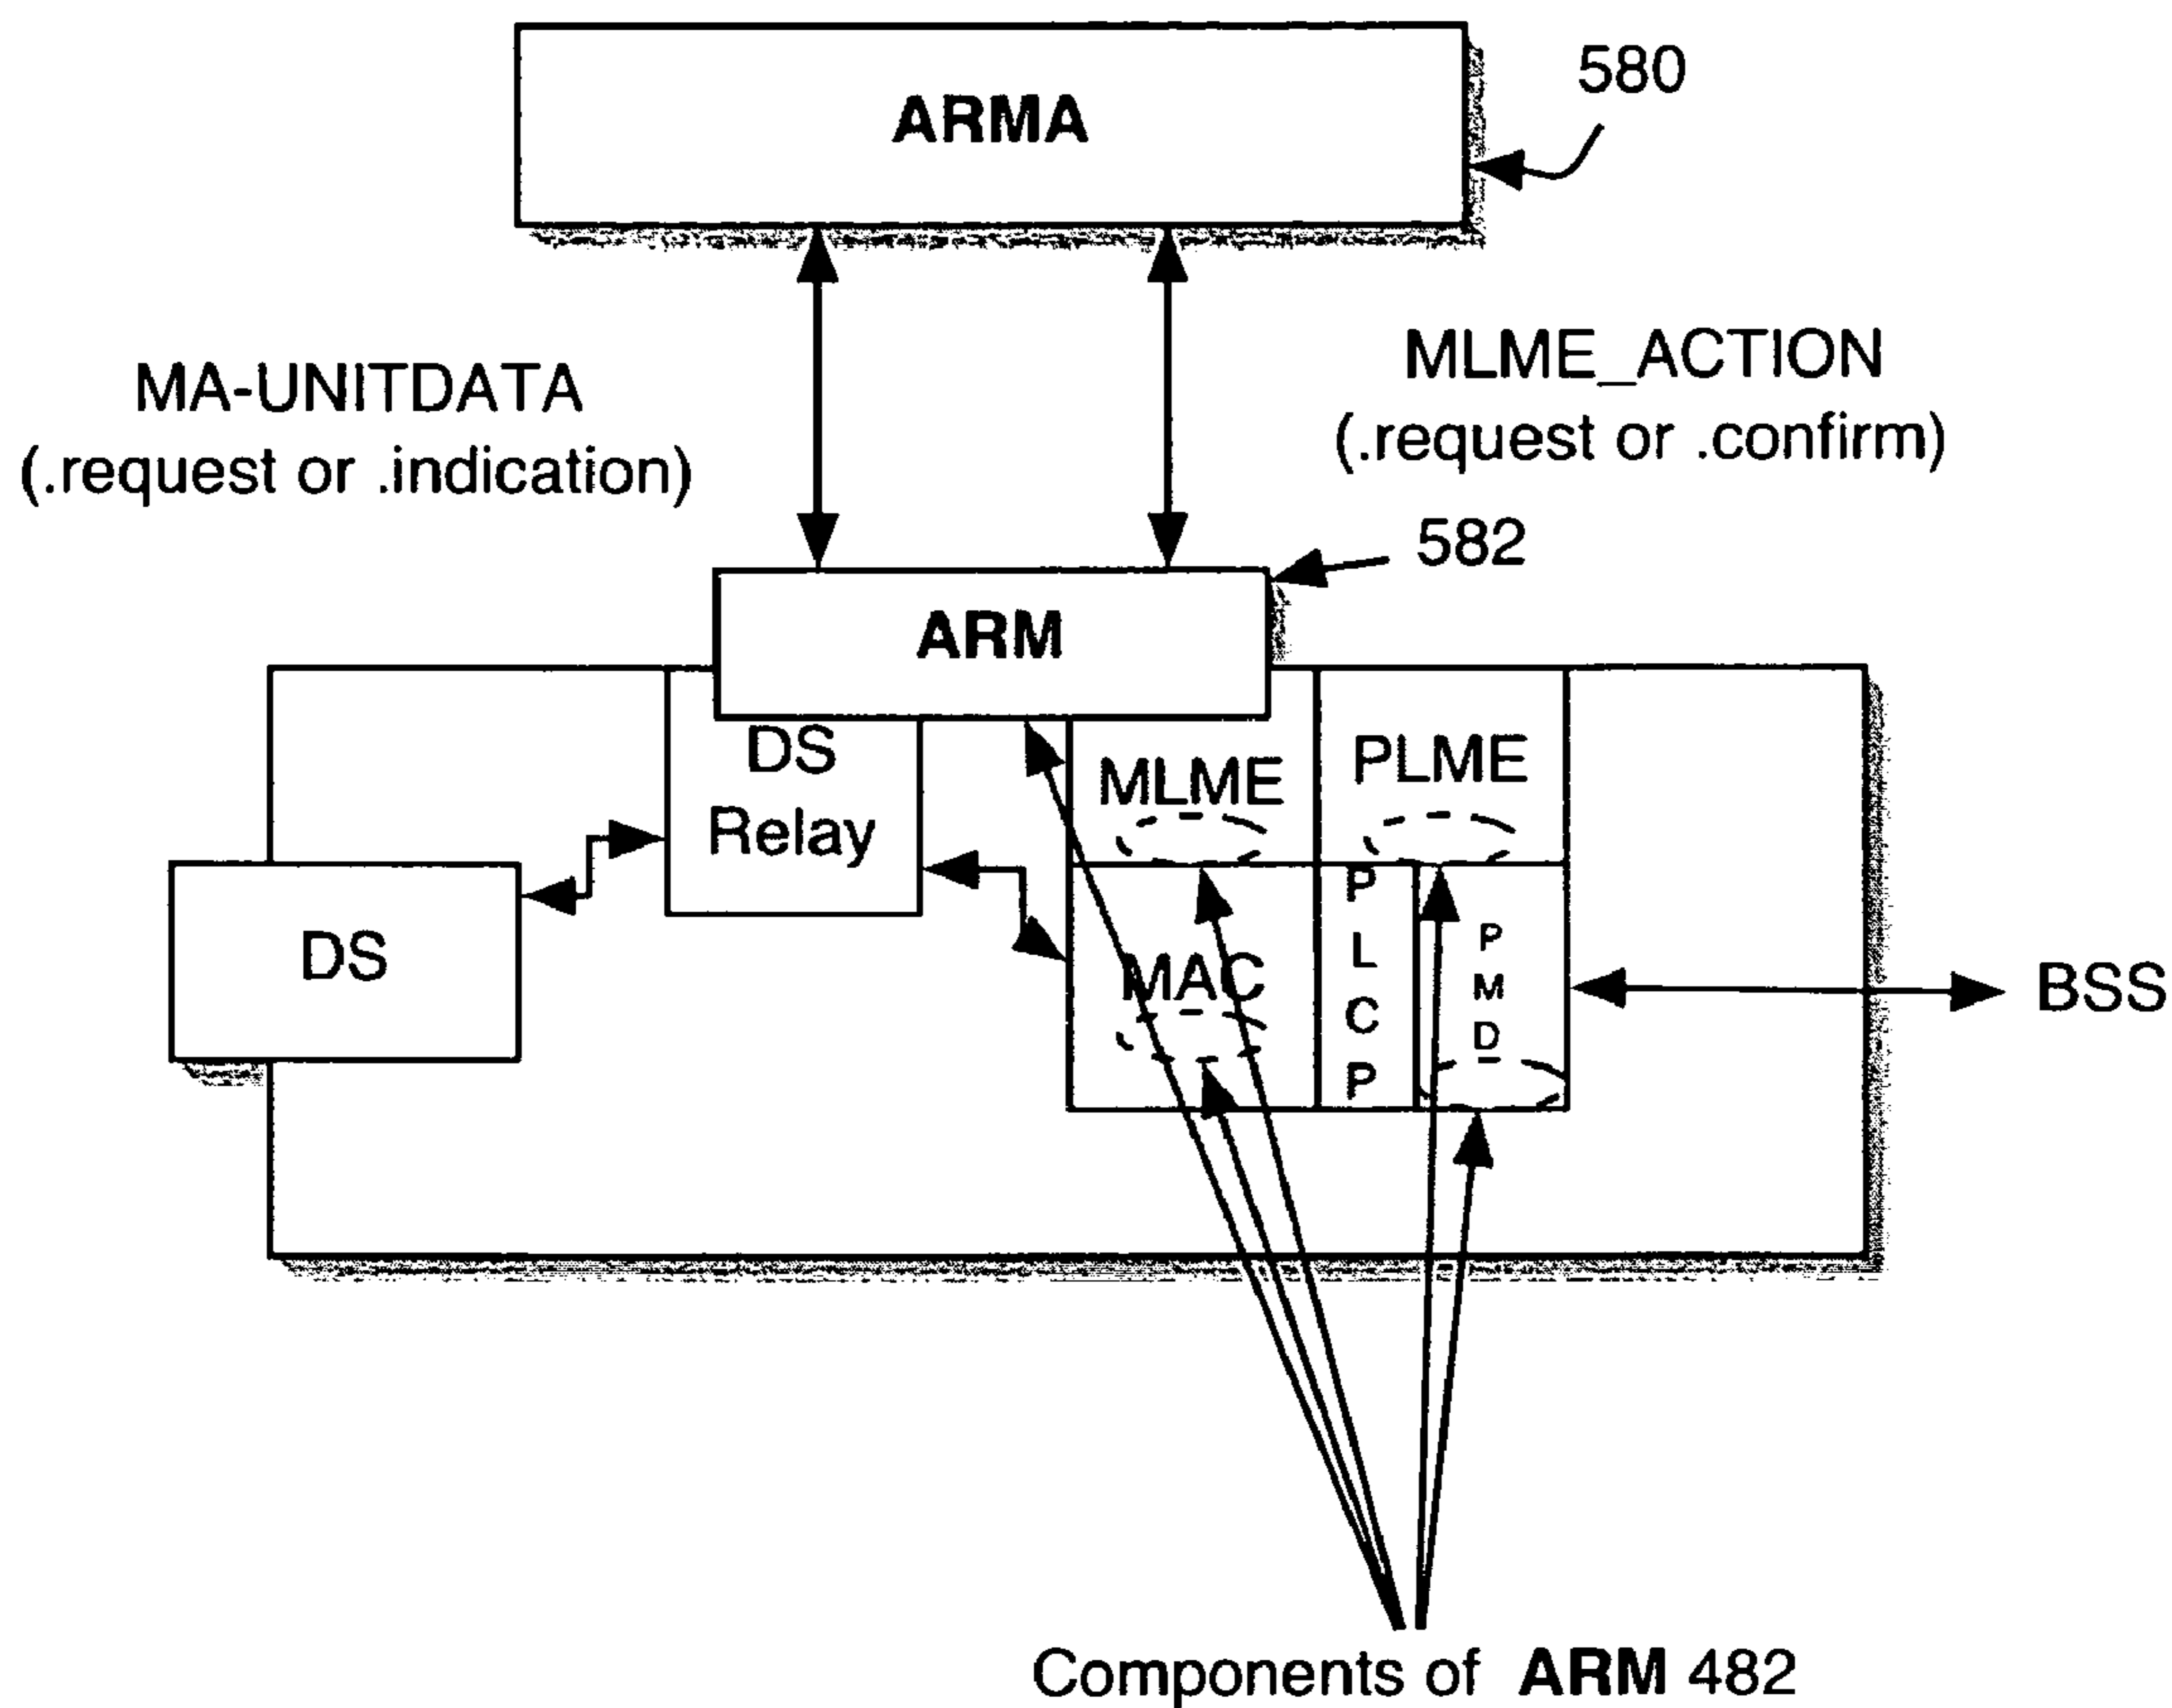 ARMA
580
MA-UNITDATA
(.request or .indication)
MLME_ACTION
(.request or .confirm)
582
ARM
DS
Relay
MLME
PLME
DS
MAC
P
L
C
P
P
M
D
BSS
Components of ARM 482